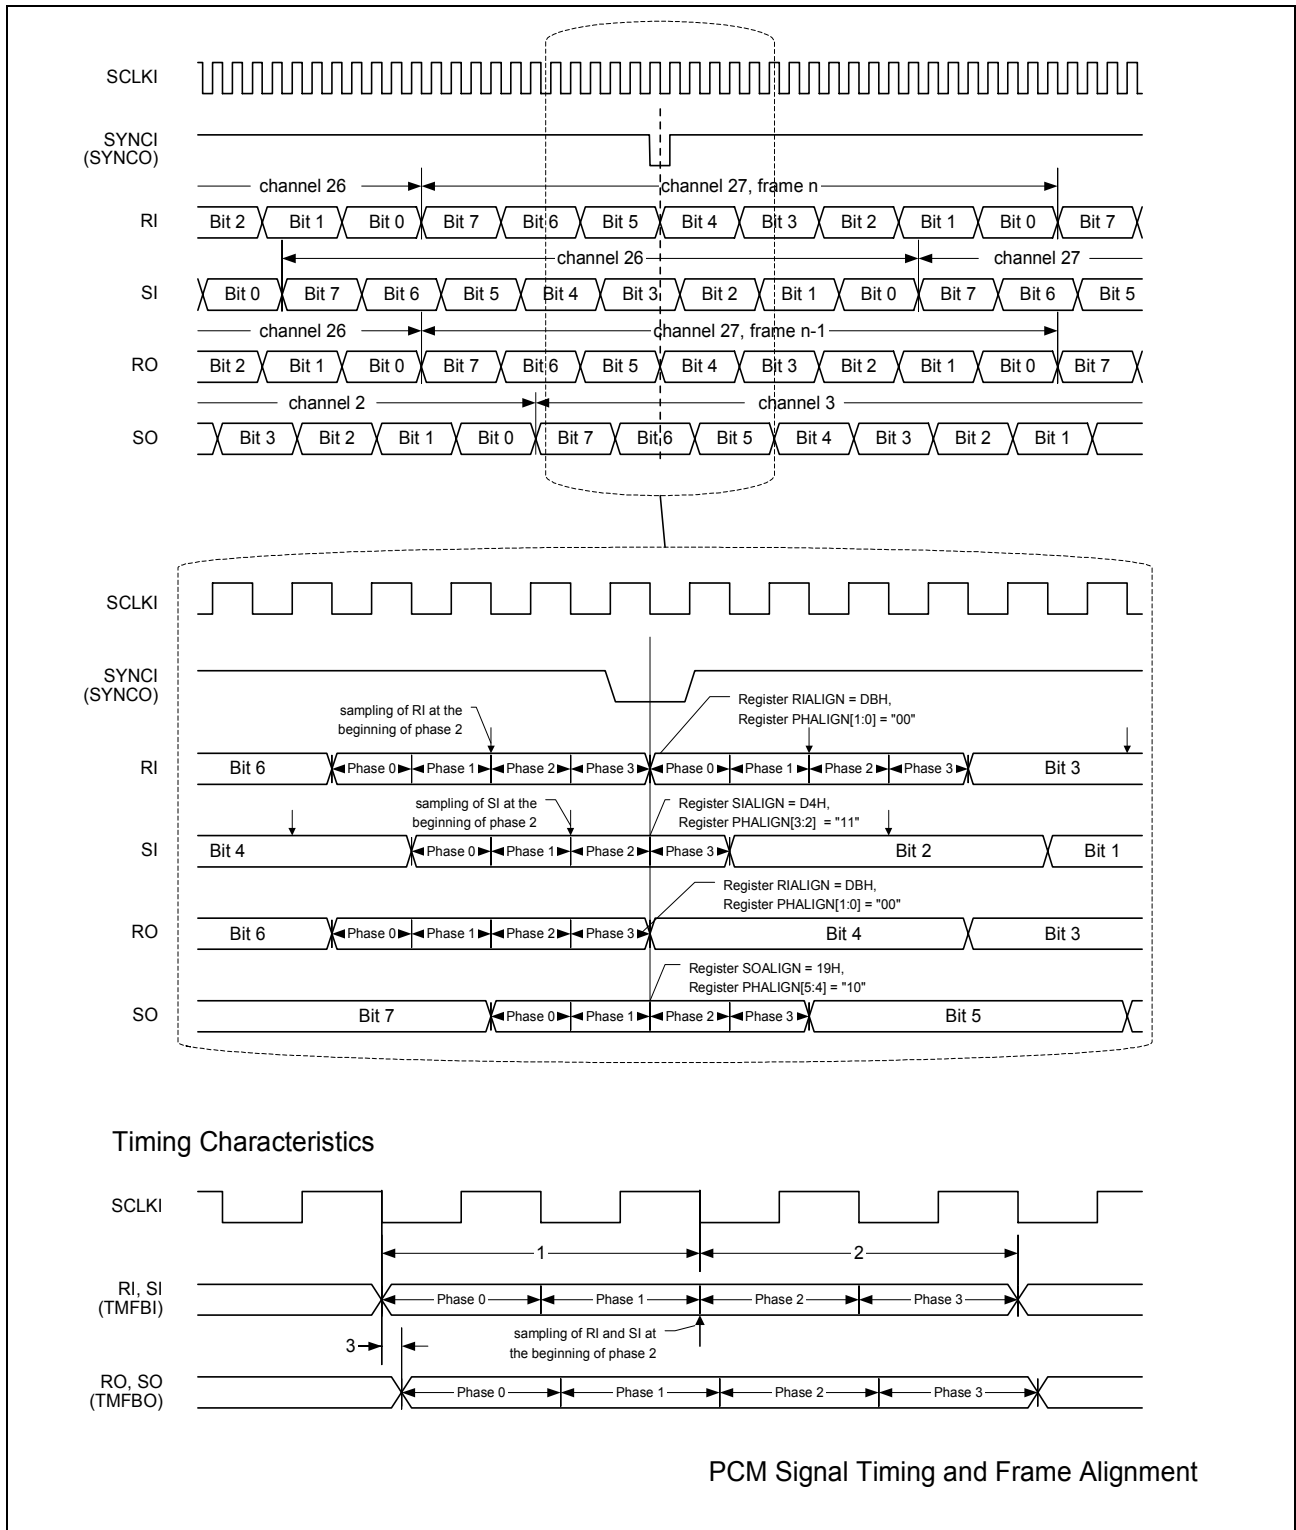 SCLKI
SYNCI
(SYNCO)
channel 26 channel 27, frame n
RI Bit 2 Bit 1 Bit 0 Bit 7 Bit 6 Bit 5 Bit 4 Bit 3 Bit 2 Bit 1 Bit 0 Bit 7
channel 26 channel 27
SI Bit 0 Bit 7 Bit 6 Bit 5 Bit 4 Bit 3 Bit 2 Bit 1 Bit 0 Bit 7 Bit 6 Bit 5
channel 26 channel 27, frame n-1
RO Bit 2 Bit 1 Bit 0 Bit 7 Bit 6 Bit 5 Bit 4 Bit 3 Bit 2 Bit 1 Bit 0 Bit 7
channel 2 channel 3
SO Bit 3 Bit 2 Bit 1 Bit 0 Bit 7 Bit 6 Bit 5 Bit 4 Bit 3 Bit 2 Bit 1
SCLKI
SYNCI
(SYNCO)
sampling of RI at the
beginning of phase 2
Register RIALIGN = DBH,
Register PHALIGN[1:0] = "00"
RI Bit 6 Phase 0 Phase 1 Phase 2 Phase 3 Phase 0 Phase 1 Phase 2 Phase 3 Bit 3
sampling of SI at the
beginning of phase 2
Register SIALIGN = D4H,
Register PHALIGN[3:2] = "11"
SI Bit 4 Phase 0 Phase 1 Phase 2 Phase 3 Bit 2 Bit 1
Register RIALIGN = DBH,
Register PHALIGN[1:0] = "00"
RO Bit 6 Phase 0 Phase 1 Phase 2 Phase 3 Bit 4 Bit 3
Register SOALIGN = 19H,
Register PHALIGN[5:4] = "10"
SO Bit 7 Phase 0 Phase 1 Phase 2 Phase 3 Bit 5
Timing Characteristics
SCLKI
1 2
RI, SI
(TMFBI)
Phase 0 Phase 1 Phase 2 Phase 3
sampling of RI and SI at
the beginning of phase 2
3
RO, SO
(TMFBO)
Phase 0 Phase 1 Phase 2 Phase 3
PCM Signal Timing and Frame Alignment